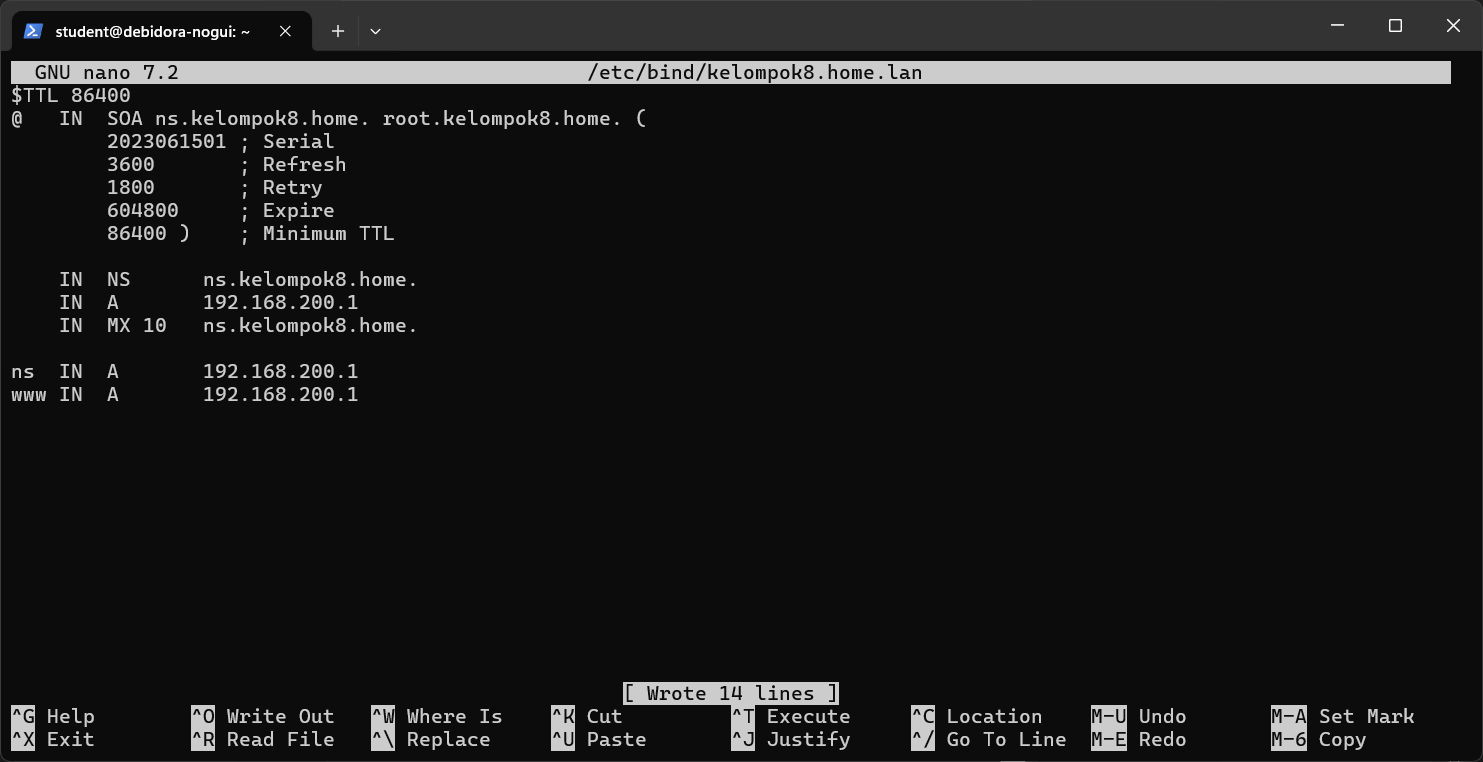 student@debidora-nogui: ~
GNU nano 7.2 /etc/bind/kelompok8.home.lan
$TTL 86400
@   IN  SOA ns.kelompok8.home. root.kelompok8.home. (
        2023061501 ; Serial
        3600       ; Refresh
        1800       ; Retry
        604800     ; Expire
        86400 )    ; Minimum TTL
    IN  NS      ns.kelompok8.home.
    IN  A       192.168.200.1
    IN  MX 10   ns.kelompok8.home.
ns  IN  A       192.168.200.1
www IN  A       192.168.200.1
[ Wrote 14 lines ]
^G Help ^O Write Out ^W Where Is ^K Cut ^T Execute ^C Location M-U Undo M-A Set Mark
^X Exit ^R Read File ^\ Replace ^U Paste ^J Justify ^/ Go To Line M-E Redo M-6 Copy